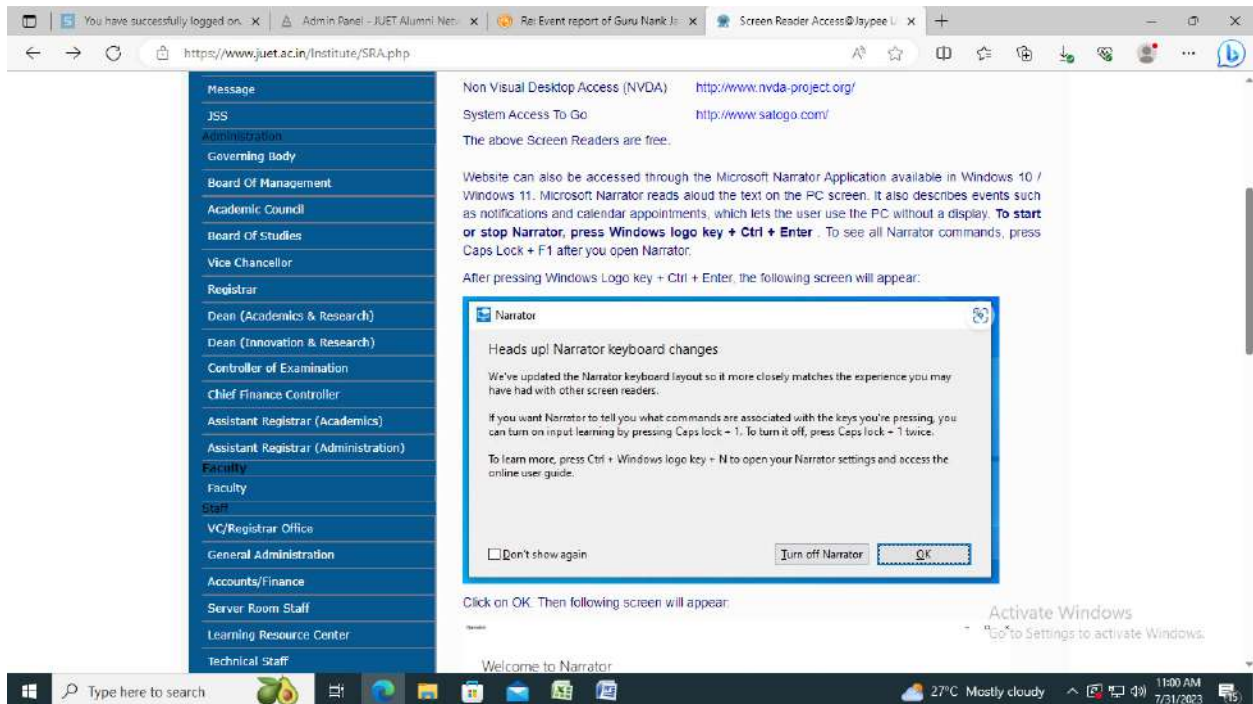 You have successfully logged on.
Admin Panel - JUET Alumni Net
Re: Event report of Guru Nank Ja
Screen Reader Access@Jaypee U
https://www.juet.ac.in/Institute/SRA.php
Message
JSS
Administration
Governing Body
Board Of Management
Academic Council
Board Of Studies
Vice Chancellor
Registrar
Dean (Academics & Research)
Dean (Innovation & Research)
Controller of Examination
Chief Finance Controller
Assistant Registrar (Academics)
Assistant Registrar (Administration)
Faculty
Faculty
Staff
VC/Registrar Office
General Administration
Accounts/Finance
Server Room Staff
Learning Resource Center
Technical Staff
Non Visual Desktop Access (NVDA) http://www.nvda-project.org/
System Access To Go http://www.satogo.com/
The above Screen Readers are free.
Website can also be accessed through the Microsoft Narrator Application available in Windows 10 /
Windows 11. Microsoft Narrator reads aloud the text on the PC screen. It also describes events such
as notifications and calendar appointments, which lets the user use the PC without a display. To start
or stop Narrator, press Windows logo key + Ctrl + Enter . To see all Narrator commands, press
Caps Lock + F1 after you open Narrator.
After pressing Windows Logo key + Ctrl + Enter, the following screen will appear:
Narrator
Heads up! Narrator keyboard changes
We've updated the Narrator keyboard layout so it more closely matches the experience you may
have had with other screen readers.
If you want Narrator to tell you what commands are associated with the keys you're pressing, you
can turn on input learning by pressing Caps lock + 1. To turn it off, press Caps lock + 1 twice.
To learn more, press Ctrl + Windows logo key + N to open your Narrator settings and access the
online user guide.
Don't show again
Turn off Narrator
OK
Click on OK. Then following screen will appear:
Narrator
Welcome to Narrator
Activate Windows
Go to Settings to activate Windows.
Type here to search
27°C Mostly cloudy
11:00 AM
7/31/2023
15